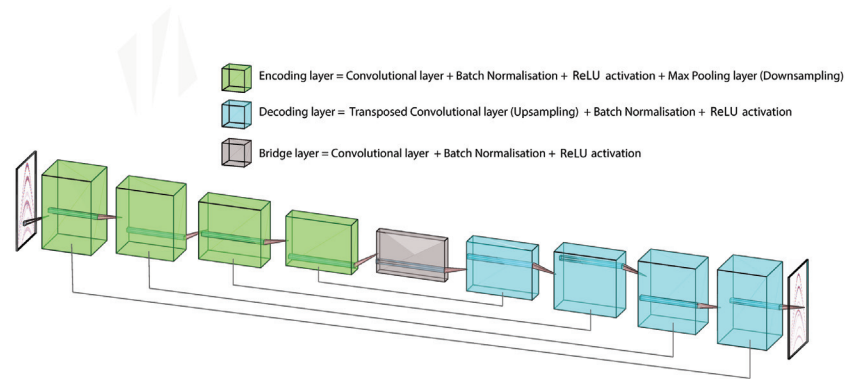 Encoding layer = Convolutional layer + Batch Normalisation + ReLU activation + Max Pooling layer (Downsampling)
Decoding layer = Transposed Convolutional layer (Upsampling) + Batch Normalisation + ReLU activation
Bridge layer = Convolutional layer + Batch Normalisation + ReLU activation